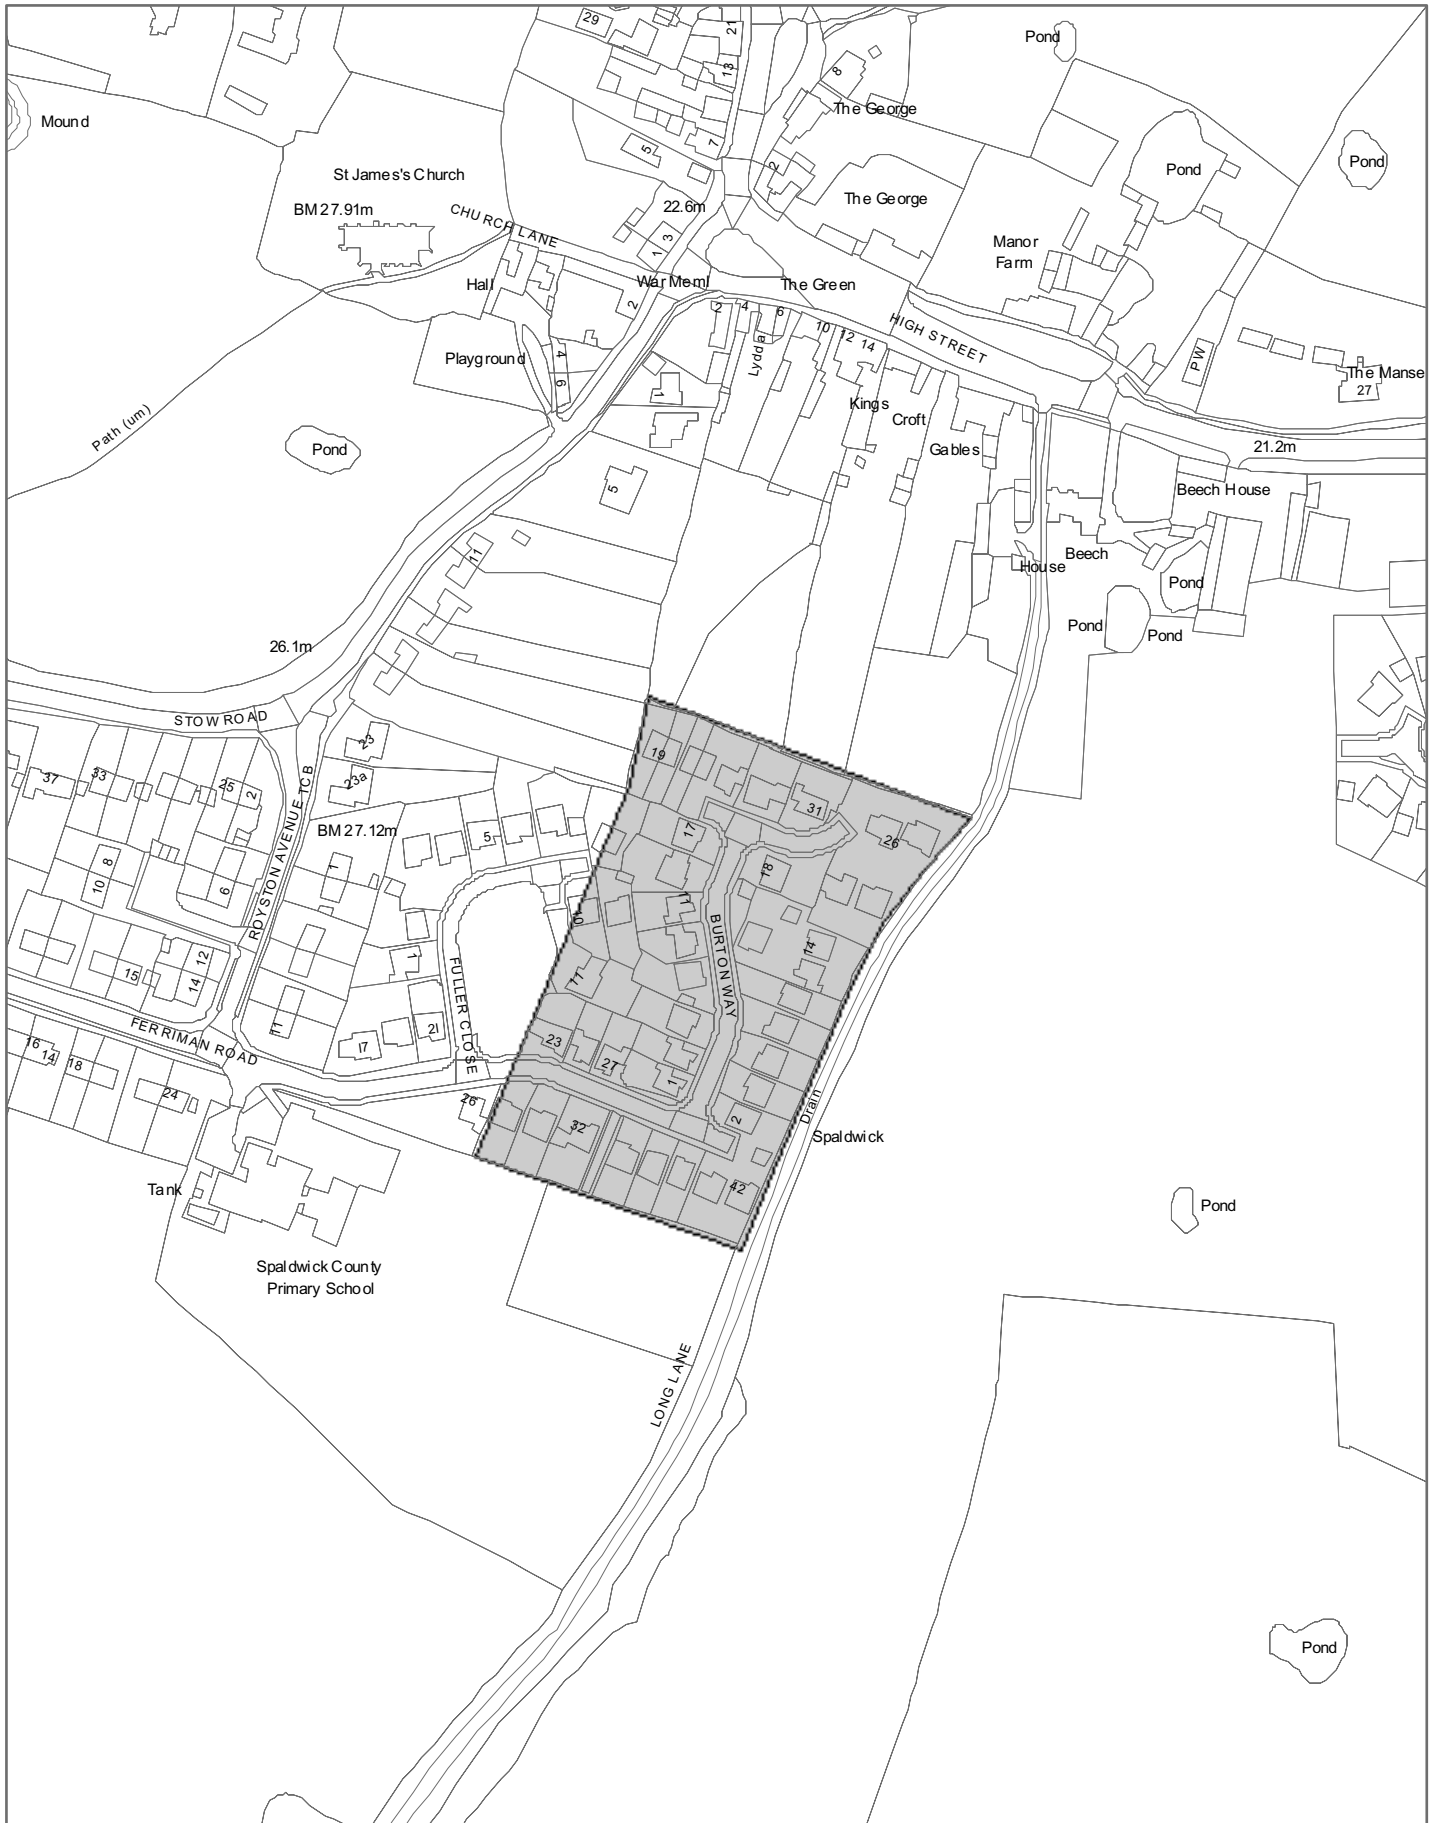 29
21
13
8
Pond
The George
Mound
7
5
2
Pond
Pond
St James's Church
The George
BM 27.91m
CHURCH LANE
22.6m
3
1
Manor
Farm
Hall
War Meml
The Green
2
2
4
6
10
12
14
HIGH STREET
Lydda
Playground
4
6
1
PW
The Manse
27
Kings
Croft
Gables
Path (um)
Pond
21.2m
5
Beech House
11
Beech
House
Pond
Pond
Pond
26.1m
STOW ROAD
23
19
37
33
25
2
23a
31
ROYSTON AVENUE TCB
BM 27.12m
5
17
26
8
10
6
1
18
11
10
BURTON WAY
14
12
15
14
1
FULLER CLOSE
17
FERRIMAN ROAD
11
17
21
23
27
1
16
14
18
24
26
32
2
Drain
Spaldwick
Tank
42
Pond
Spaldwick County
Primary School
LONG LANE
Pond